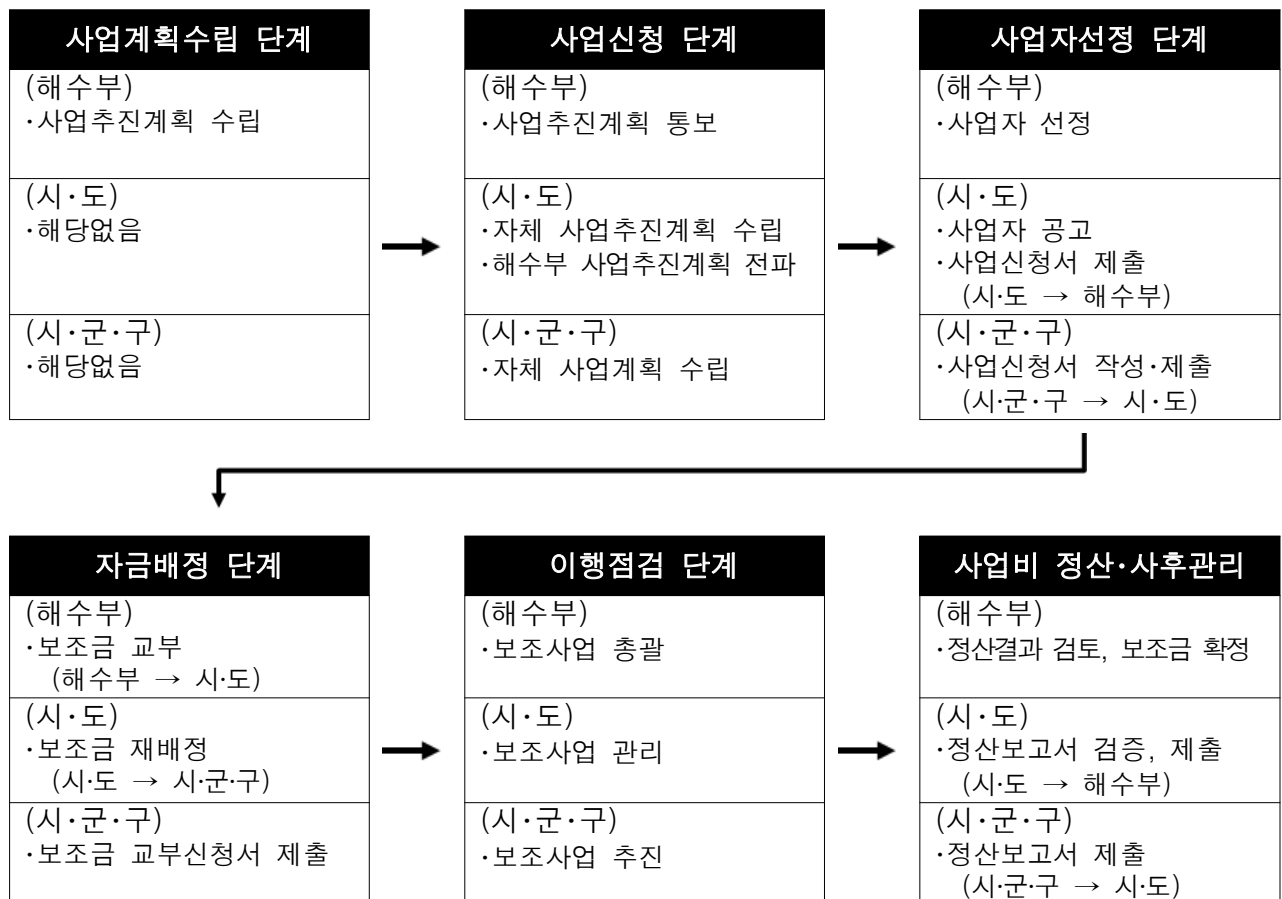 사업계획수립 단계
(해수부)
·사업추진계획 수립
(시·도)
·해당없음
(시·군·구)
·해당없음
사업신청 단계
(해수부)
·사업추진계획 통보
(시·도)
·자체 사업추진계획 수립
·해수부 사업추진계획 전파
(시·군·구)
·자체 사업계획 수립
사업자선정 단계
(해수부)
·사업자 선정
(시·도)
·사업자 공고
·사업신청서 제출
(시·도 → 해수부)
(시·군·구)
·사업신청서 작성·제출
(시·군·구 → 시·도)
자금배정 단계
(해수부)
·보조금 교부
(해수부 → 시·도)
(시·도)
·보조금 재배정
(시·도 → 시·군·구)
(시·군·구)
·보조금 교부신청서 제출
이행점검 단계
(해수부)
·보조사업 총괄
(시·도)
·보조사업 관리
(시·군·구)
·보조사업 추진
사업비 정산·사후관리
(해수부)
·정산결과 검토, 보조금 확정
(시·도)
·정산보고서 검증, 제출
(시·도 → 해수부)
(시·군·구)
·정산보고서 제출
(시·군·구 → 시·도)